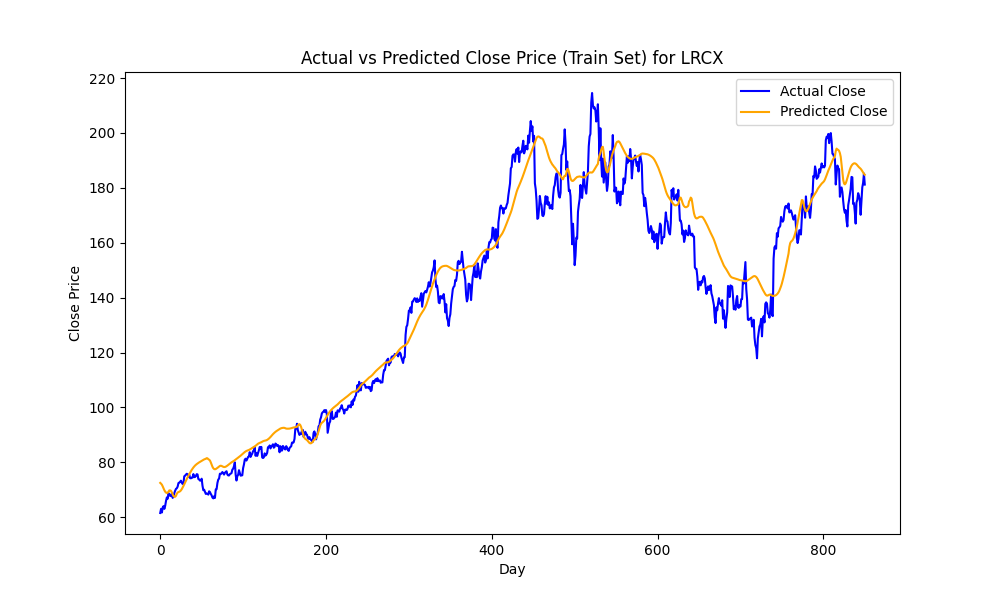 Actual vs Predicted Close Price (Train Set) for LRCX
Actual Close
Predicted Close
Close Price
220
200
180
160
140
120
100
80
60
0
200
400
600
800
Day